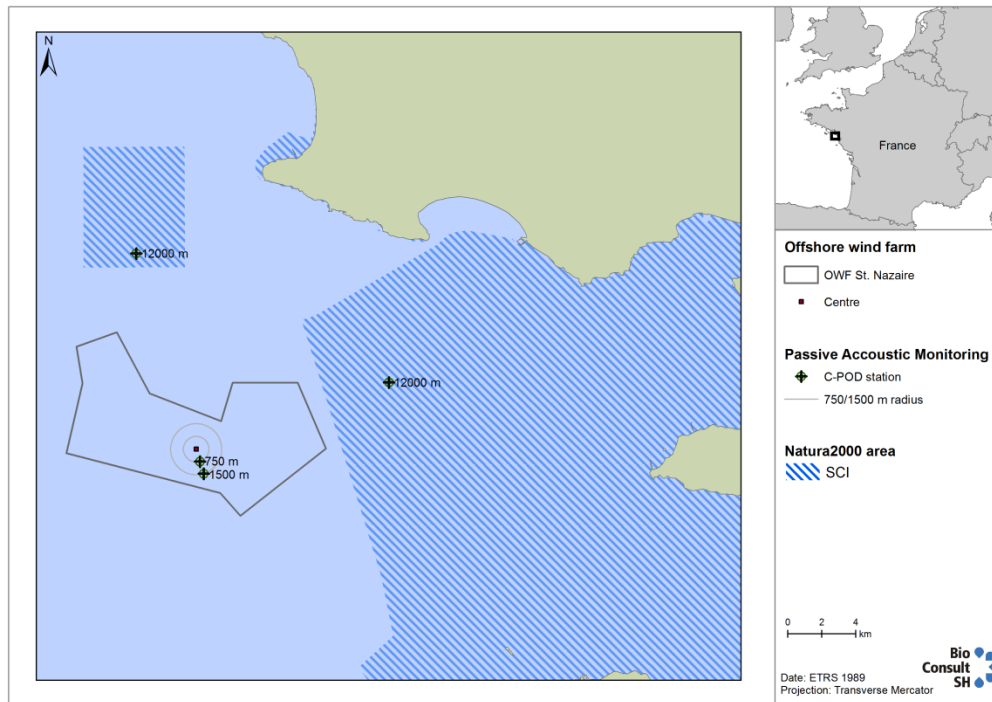 N
12000 m
12000 m
750 m
1500 m
France
Offshore wind farm
OWF St. Nazaire
Centre
Passive Accoustic Monitoring
C-POD station
750/1500 m radius
Natura2000 area
SCI
0 2 4
km
Date: ETRS 1989
Projection: Transverse Mercator
Bio
Consult
SH